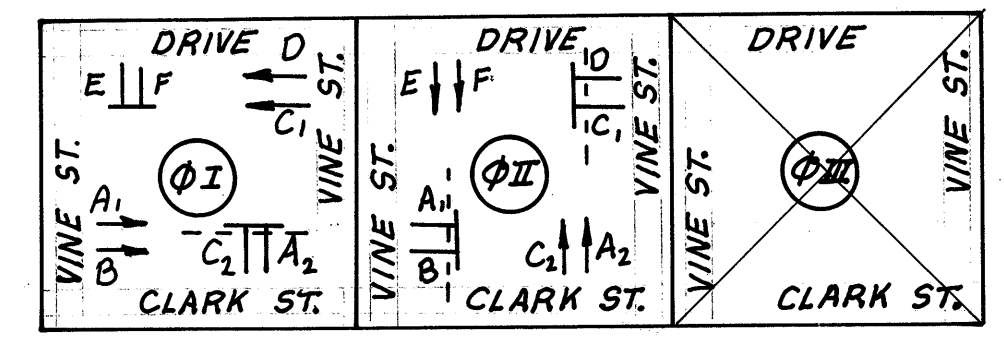 DRIVE
E F
D
C1
VINE ST.
VINE ST.
ΦI
A1
B
C2 A2
CLARK ST.
DRIVE
E F
D
C1
VINE ST.
VINE ST.
ΦII
A1
B
C2 A2
CLARK ST.
DRIVE
VINE ST.
VINE ST.
ΦIII
CLARK ST.